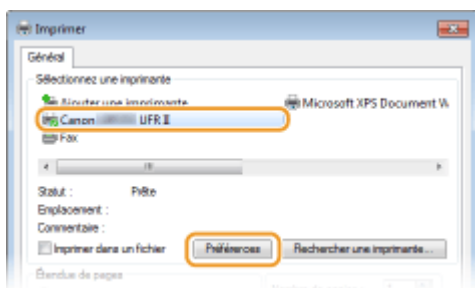 Imprimer
Général
Sélectionnez une imprimante
Ajouter une imprimante
Microsoft XPS Document W
Canon UFR II
Fax
Statut : Prête
Emplacement :
Commentaire :
Imprimer dans un fichier Préférences Rechercher une imprimante...
Étendue de pages